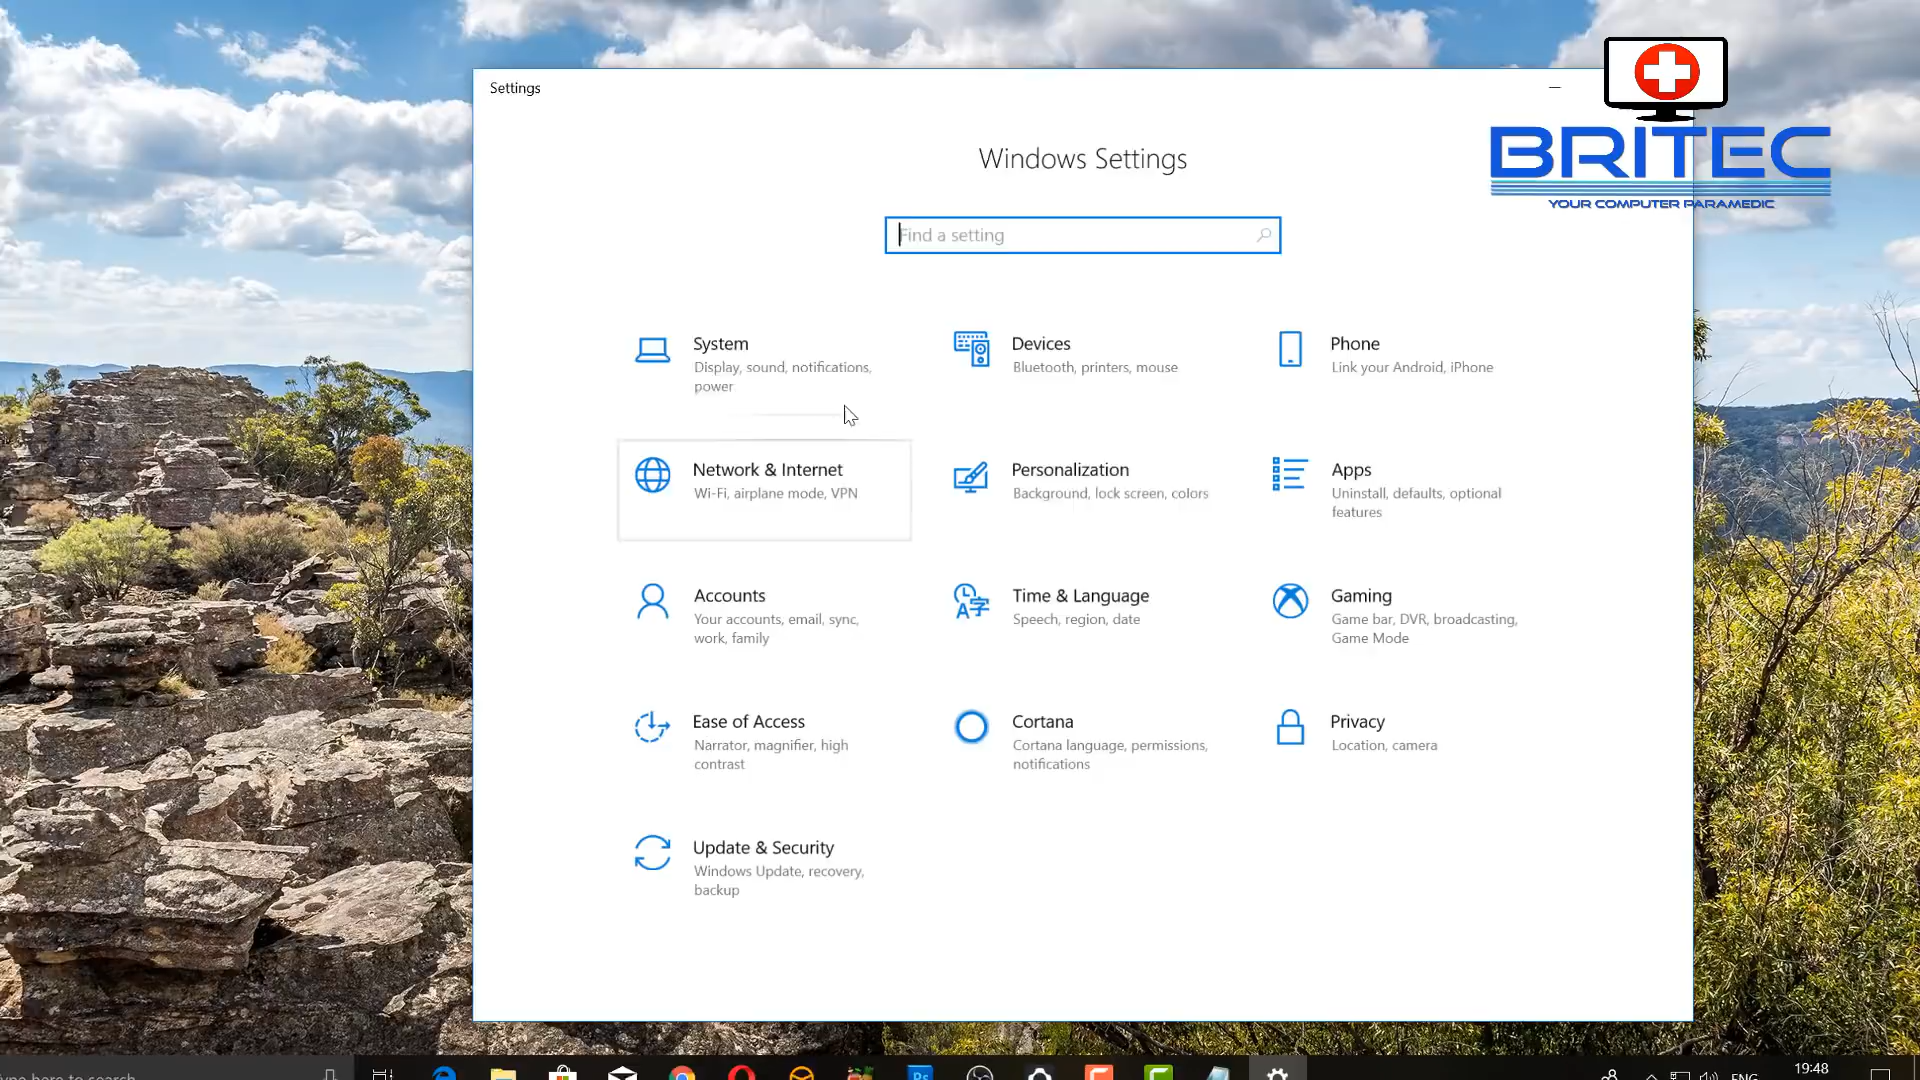 Settings
BRITEC
YOUR COMPUTER PARAMEDIC
Windows Settings
Find a setting
System
Display, sound, notifications,
power
Devices
Bluetooth, printers, mouse
Phone
Link your Android, iPhone
Network & Internet
Wi-Fi, airplane mode, VPN
Personalization
Background, lock screen, colors
Apps
Uninstall, defaults, optional
features
Accounts
Your accounts, email, sync,
work, family
Time & Language
Speech, region, date
Gaming
Game bar, DVR, broadcasting,
Game Mode
Ease of Access
Narrator, magnifier, high
contrast
Cortana
Cortana language, permissions,
notifications
Privacy
Location, camera
Update & Security
Windows Update, recovery,
backup
here to search
Ps
ENG
19:48